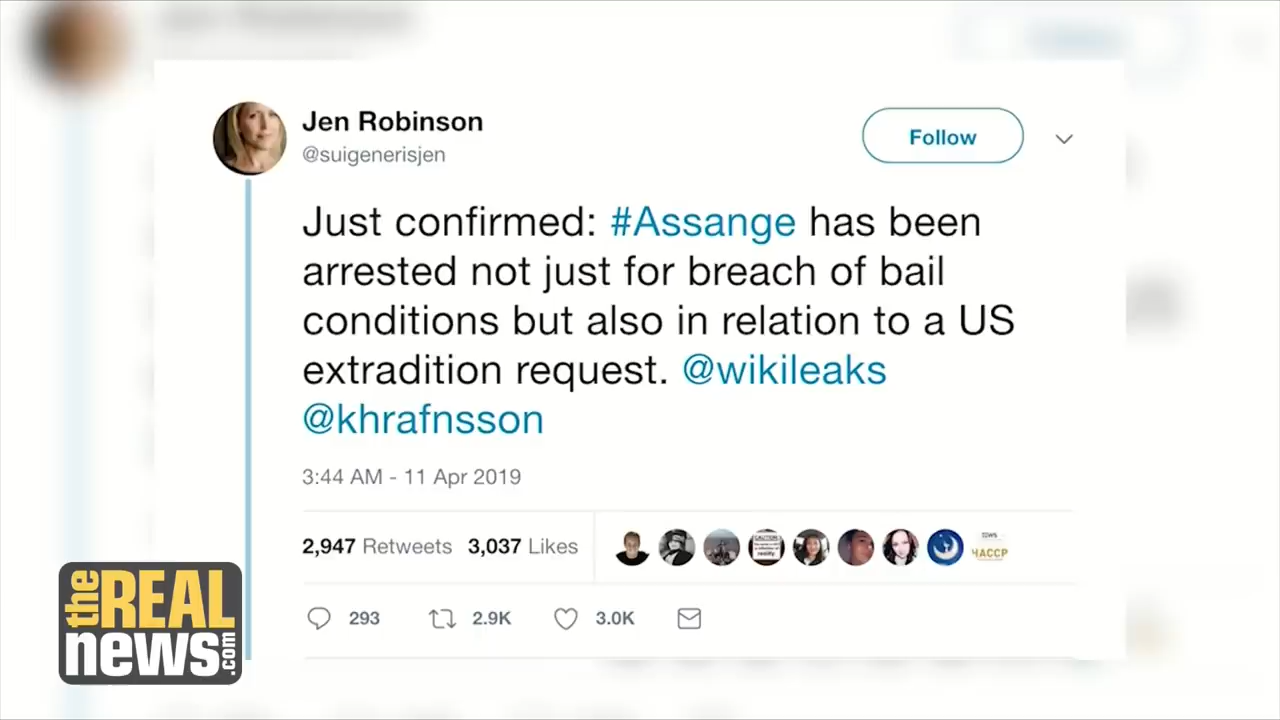 Jen Robinson
@suigenerisjen
Follow
Just confirmed: #Assange has been
arrested not just for breach of bail
conditions but also in relation to a US
extradition request. @wikileaks
@khrafnsson
3:44 AM - 11 Apr 2019
2,947 Retweets 3,037 Likes
CAUTION
HACCP
293 2.9K 3.0K
the REAL
news.com